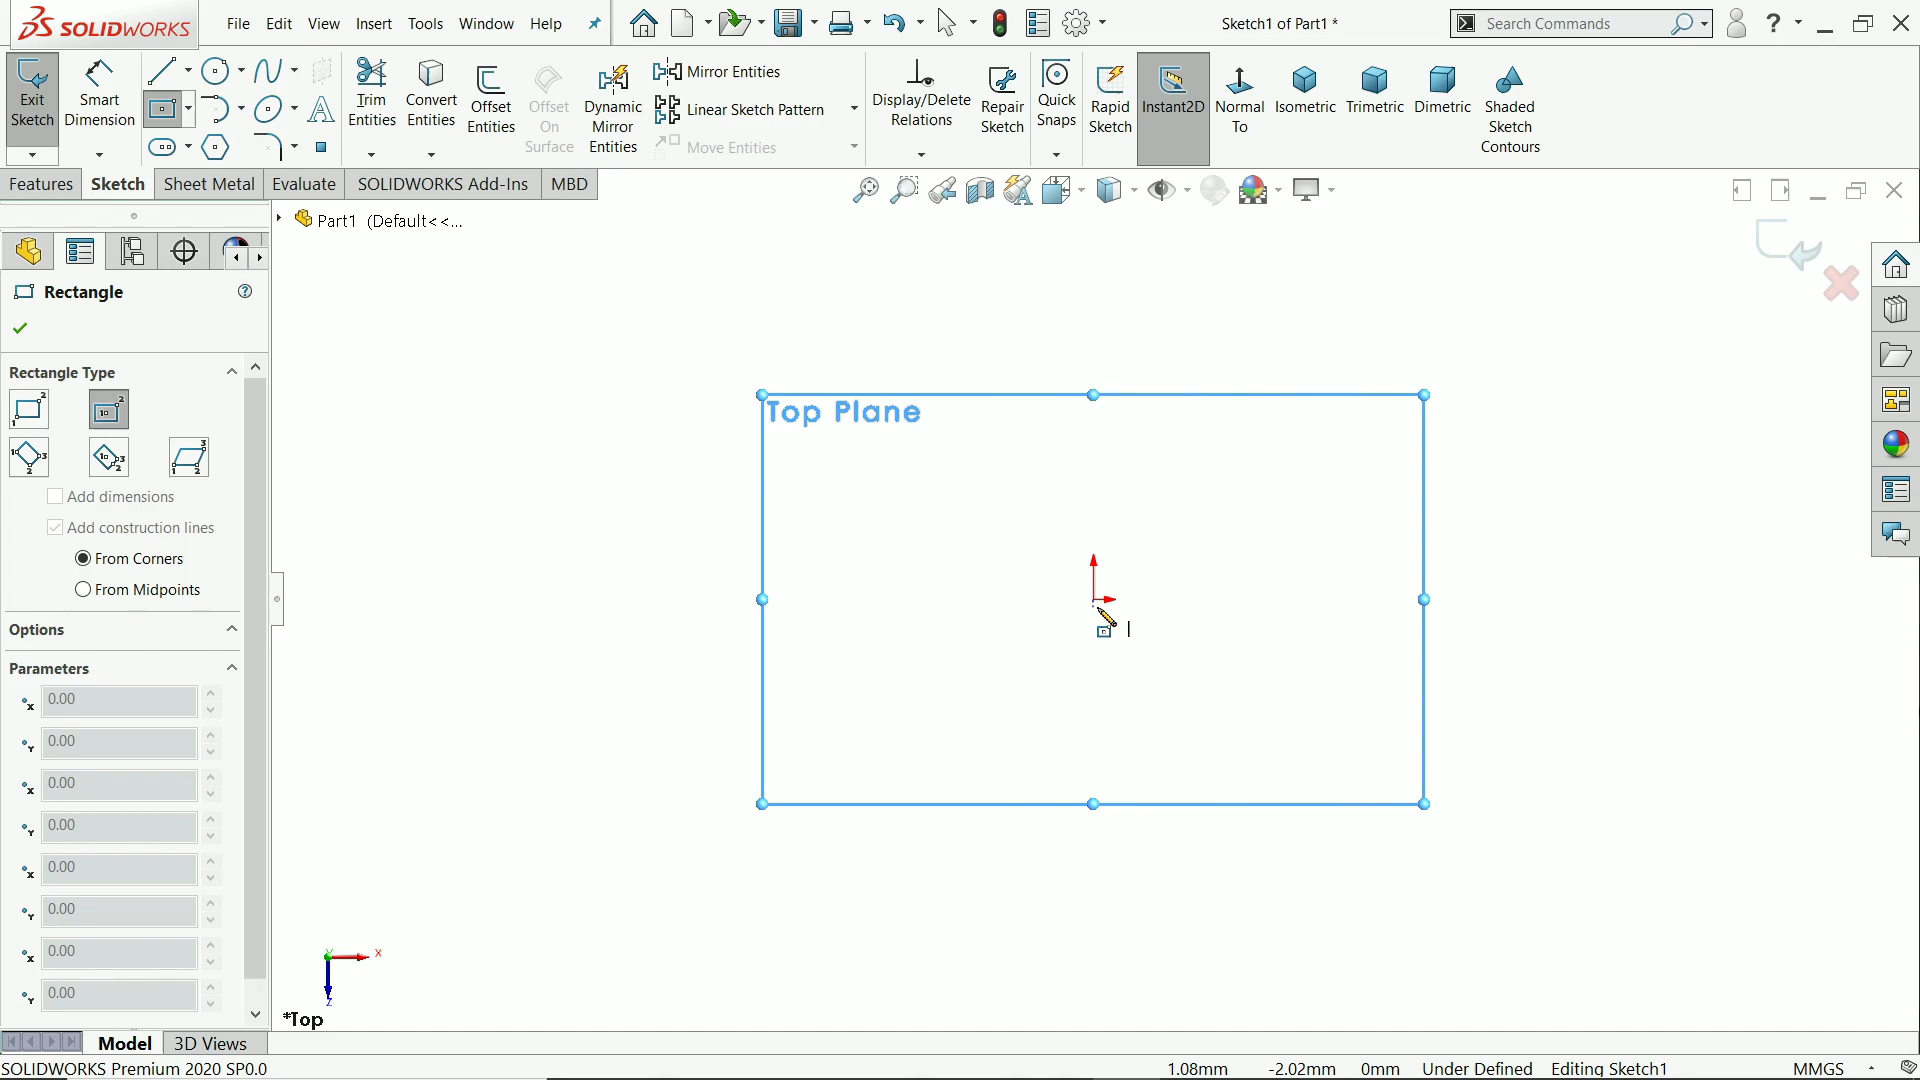 SOLIDWORKS
File Edit View Insert Tools Window Help
Sketch1 of Part1 *
Search Commands
Exit Sketch
Smart Dimension
Trim Entities
Convert Entities
Offset Entities
Offset On Surface
Dynamic Mirror Entities
Mirror Entities
Linear Sketch Pattern
Move Entities
Display/Delete Relations
Repair Sketch
Quick Snaps
Rapid Sketch
Instant2D
Normal To
Isometric
Trimetric
Dimetric
Shaded Sketch Contours
Features Sketch Sheet Metal Evaluate SOLIDWORKS Add-Ins MBD
Part1 (Default<<...
Rectangle
Rectangle Type
Add dimensions
Add construction lines
From Corners
From Midpoints
Options
Parameters
0.00
0.00
0.00
0.00
0.00
0.00
0.00
0.00
Top Plane
Y X
Z
*Top
Model 3D Views
SOLIDWORKS Premium 2020 SP0.0
1.08mm -2.02mm 0mm Under Defined Editing Sketch1 MMGS